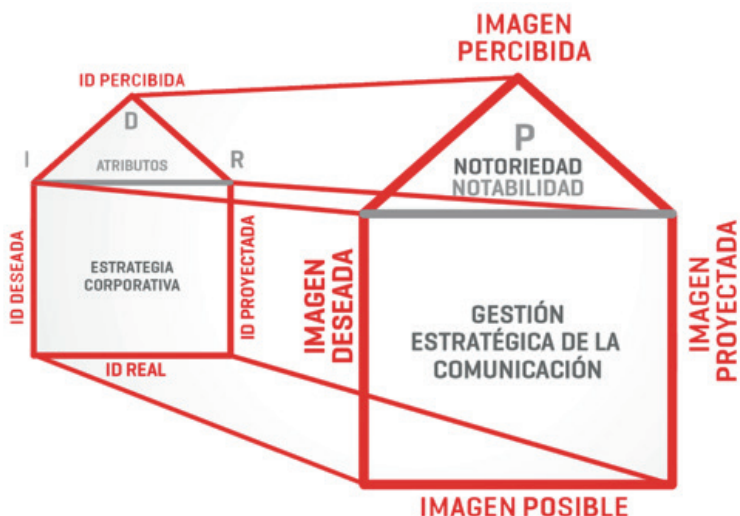 IMAGEN
PERCIBIDA
ID PERCIBIDA
D
I
ATRIBUTOS
R
P
NOTORIEDAD
NOTABILIDAD
ID DESEADA
ESTRATEGIA
CORPORATIVA
ID PROYECTADA
ID REAL
IMAGEN
DESEADA
GESTIÓN
ESTRATÉGICA DE LA
COMUNICACIÓN
IMAGEN
PROYECTADA
IMAGEN POSIBLE